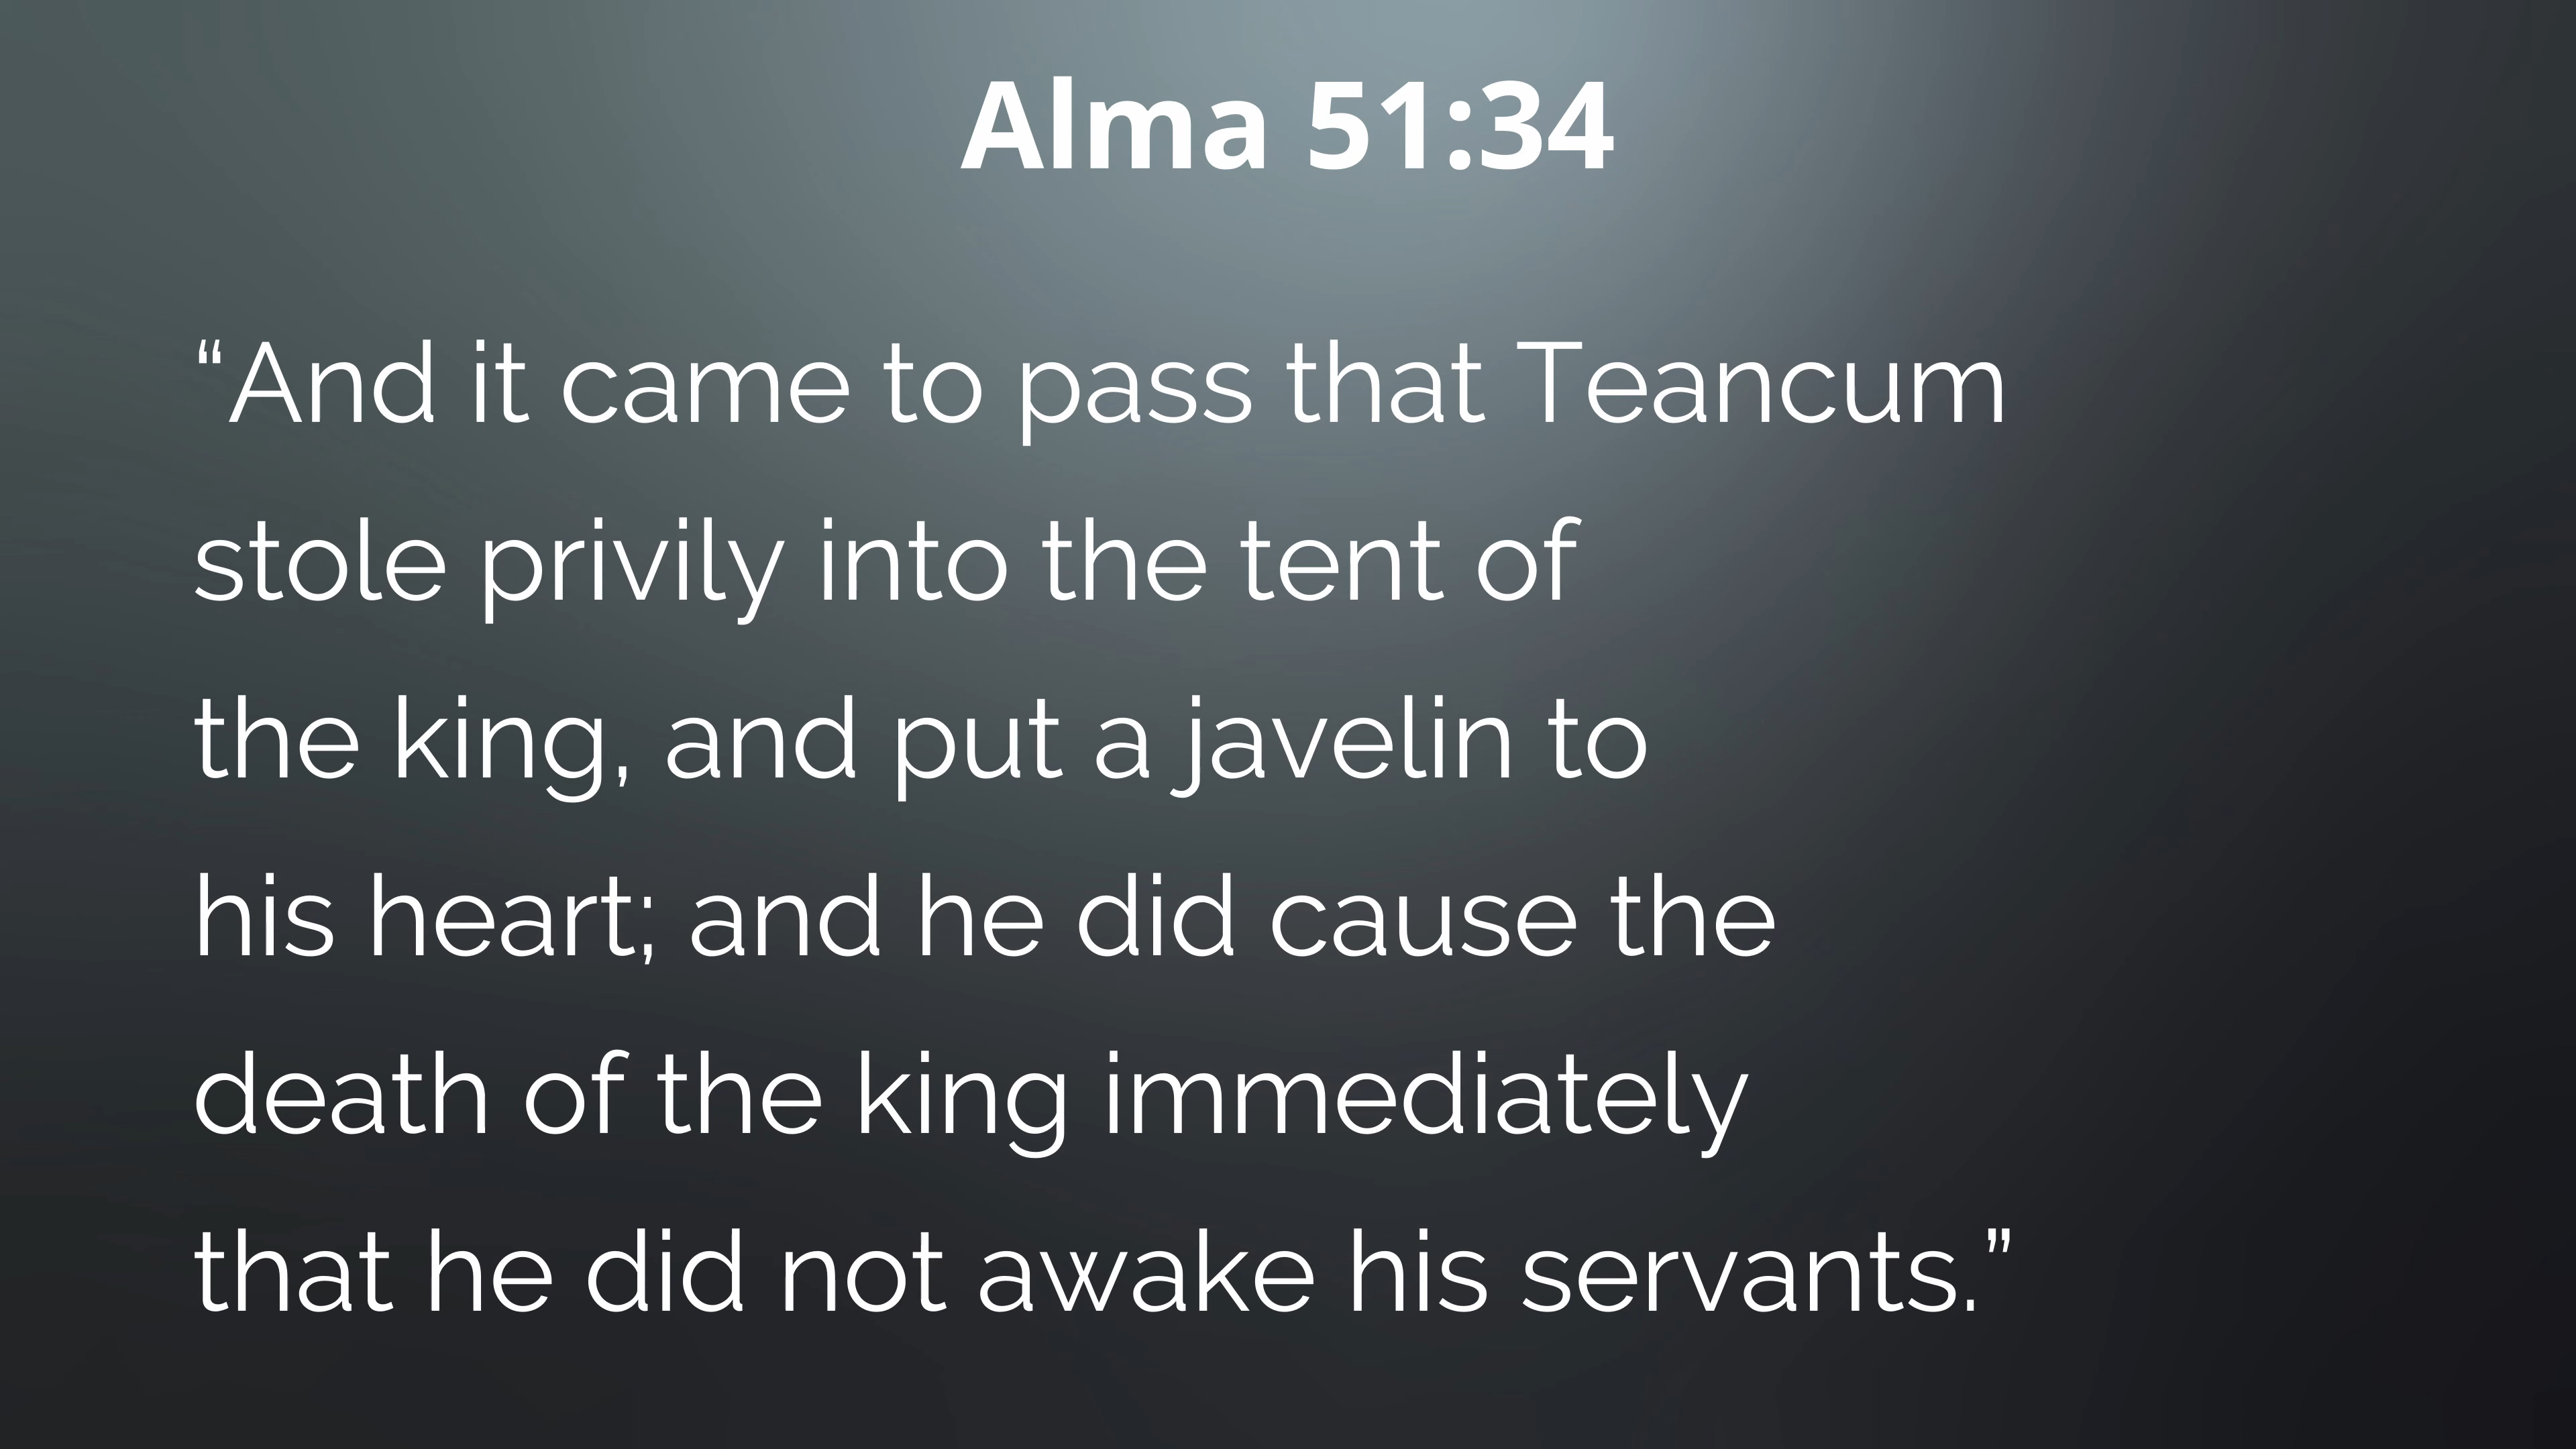 Alma 51:34
“And it came to pass that Teancum
stole privily into the tent of
the king, and put a javelin to
his heart; and he did cause the
death of the king immediately
that he did not awake his servants.”